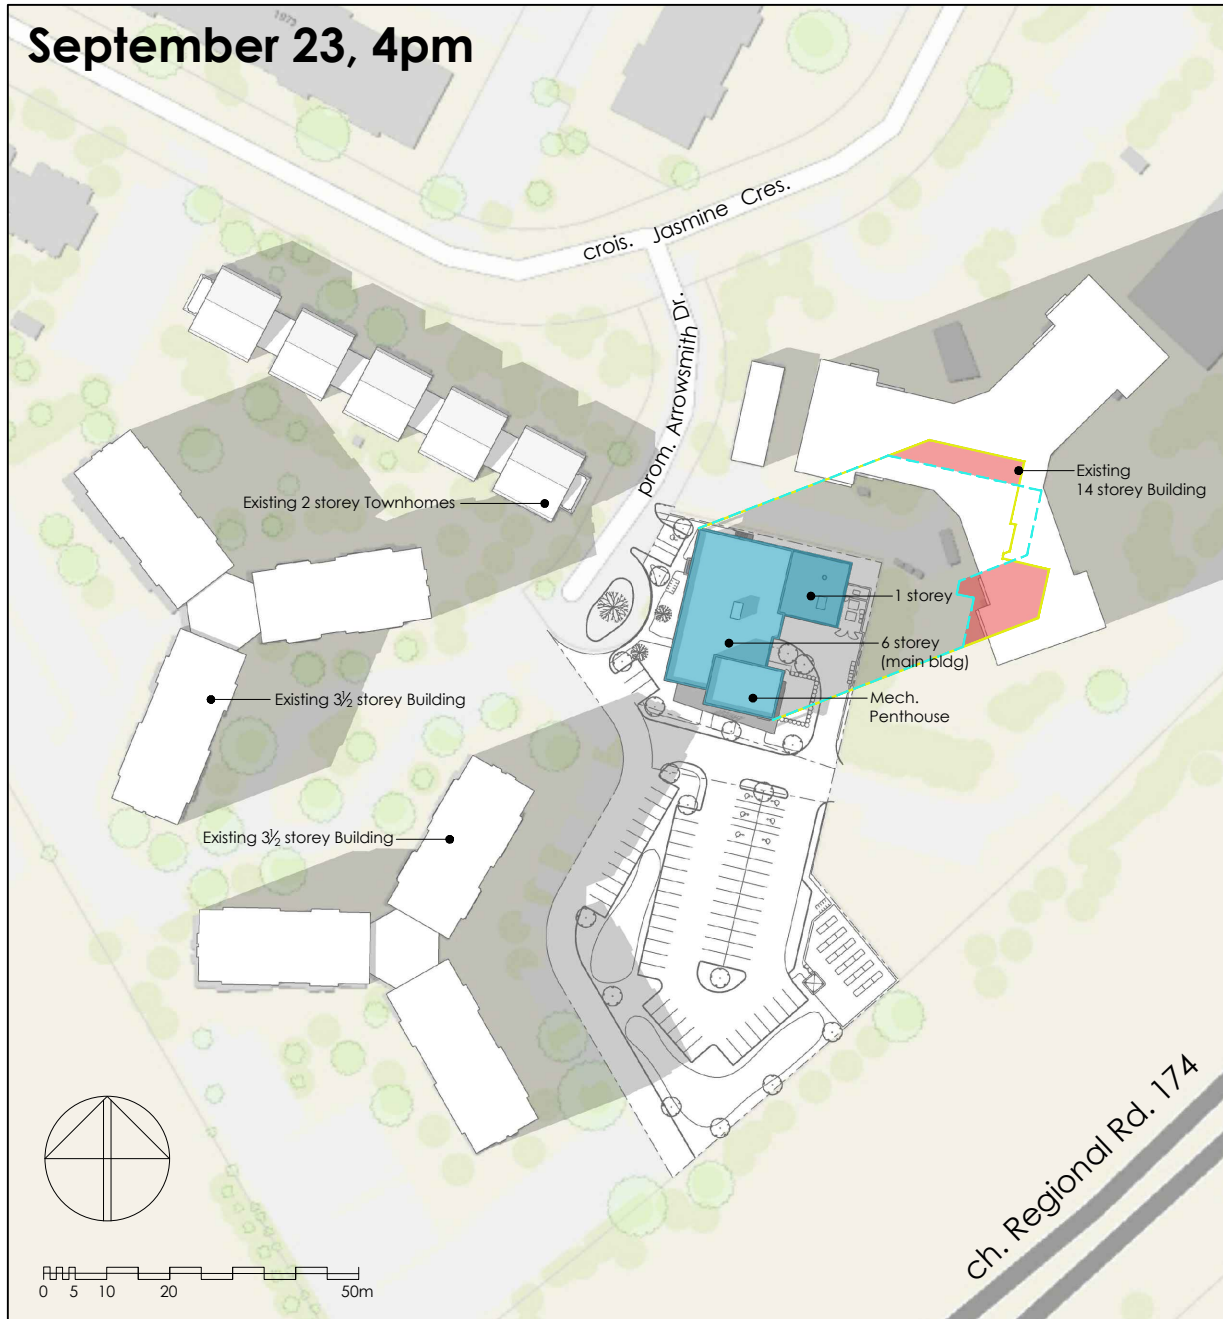 September 23, 4pm
1973
crois. Jasmine Cres.
prom. Arrowsmith Dr.
Existing 2 storey Townhomes
Existing
14 storey Building
1 storey
6 storey
(main bldg)
Mech.
Penthouse
Existing 3½ storey Building
Existing 3½ storey Building
ch. Regional Rd. 174
0 5 10 20 50m